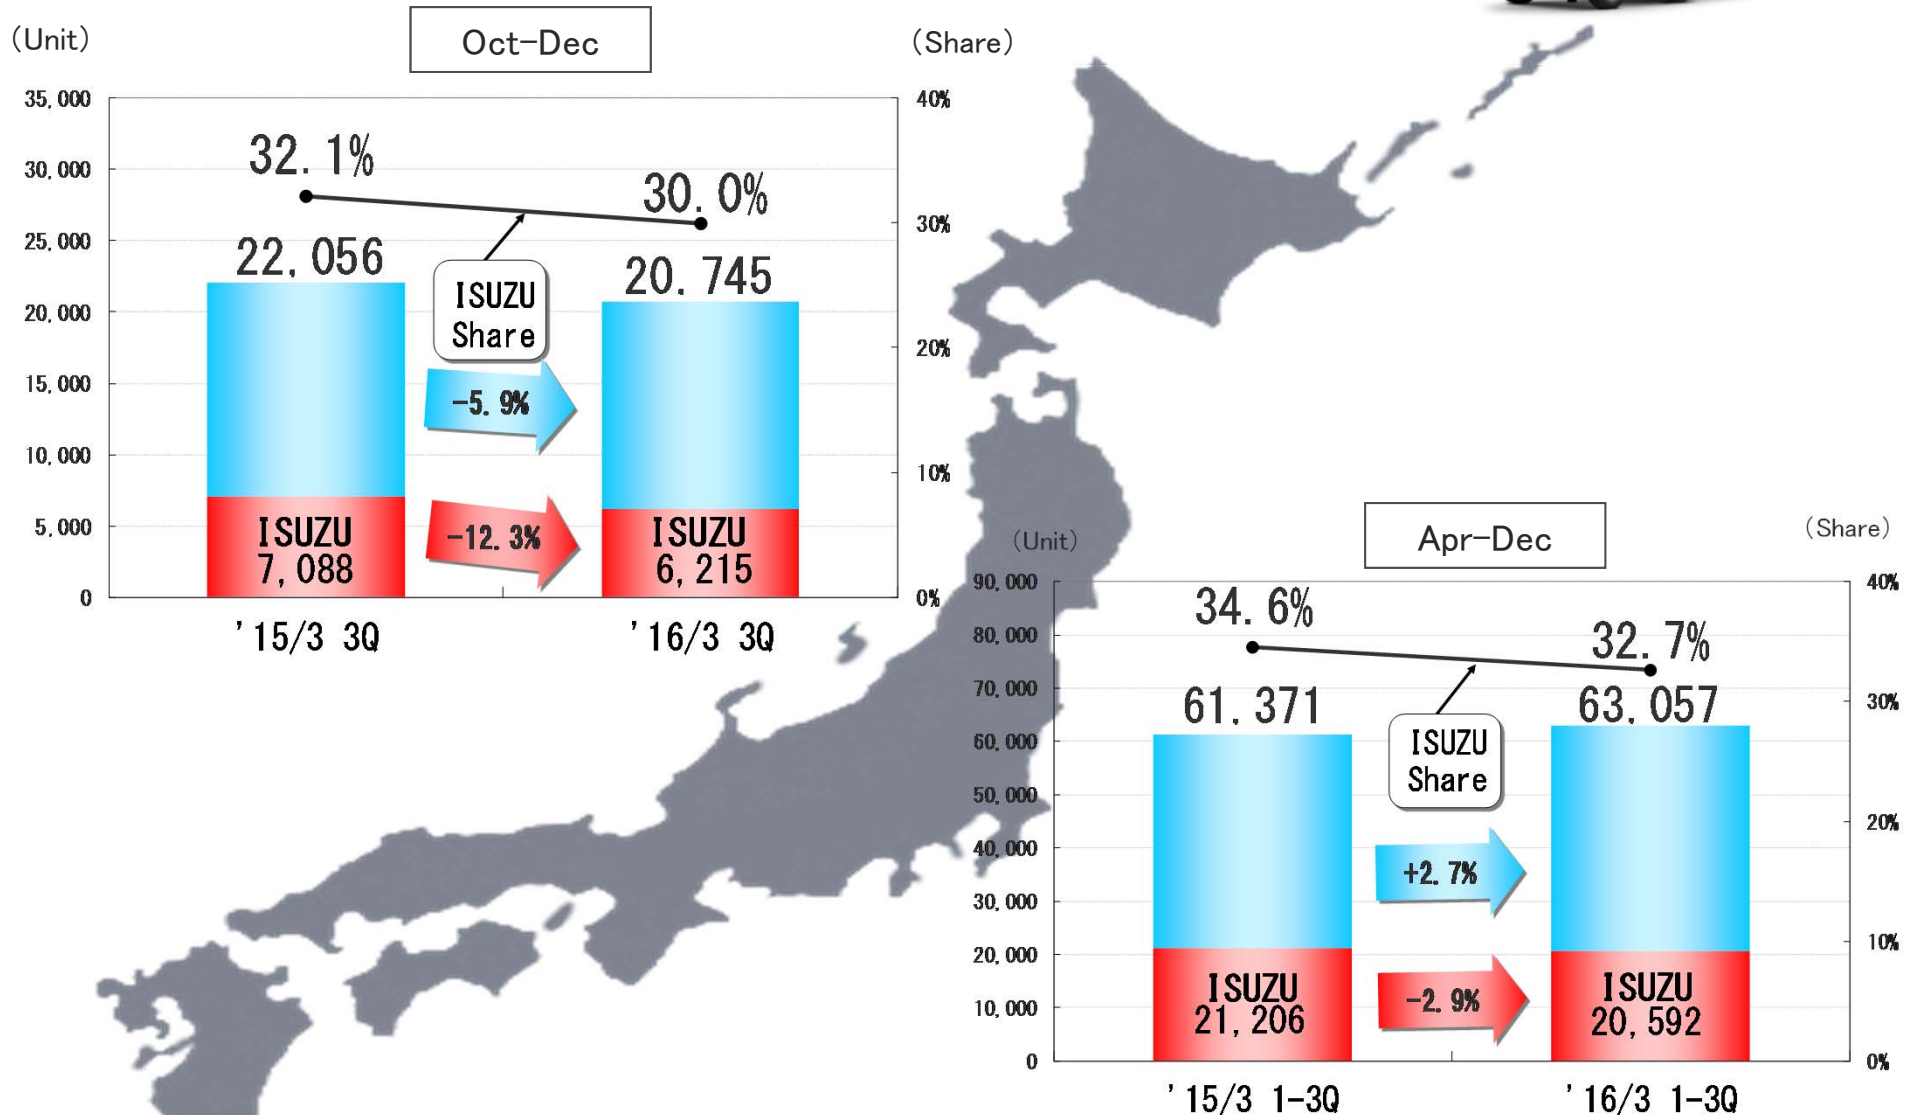 Oct-Dec
(Unit)
(Share)
35,000
30,000
25,000
20,000
15,000
10,000
5,000
0
40%
30%
20%
10%
0%
32.1%
30.0%
22,056
20,745
ISUZU
Share
-5.9%
-12.3%
ISUZU
7,088
ISUZU
6,215
'15/3 3Q
'16/3 3Q
Apr-Dec
(Unit)
(Share)
90,000
80,000
70,000
60,000
50,000
40,000
30,000
20,000
10,000
0
40%
30%
20%
10%
0%
34.6%
32.7%
61,371
63,057
ISUZU
Share
+2.7%
-2.9%
ISUZU
21,206
ISUZU
20,592
'15/3 1-3Q
'16/3 1-3Q